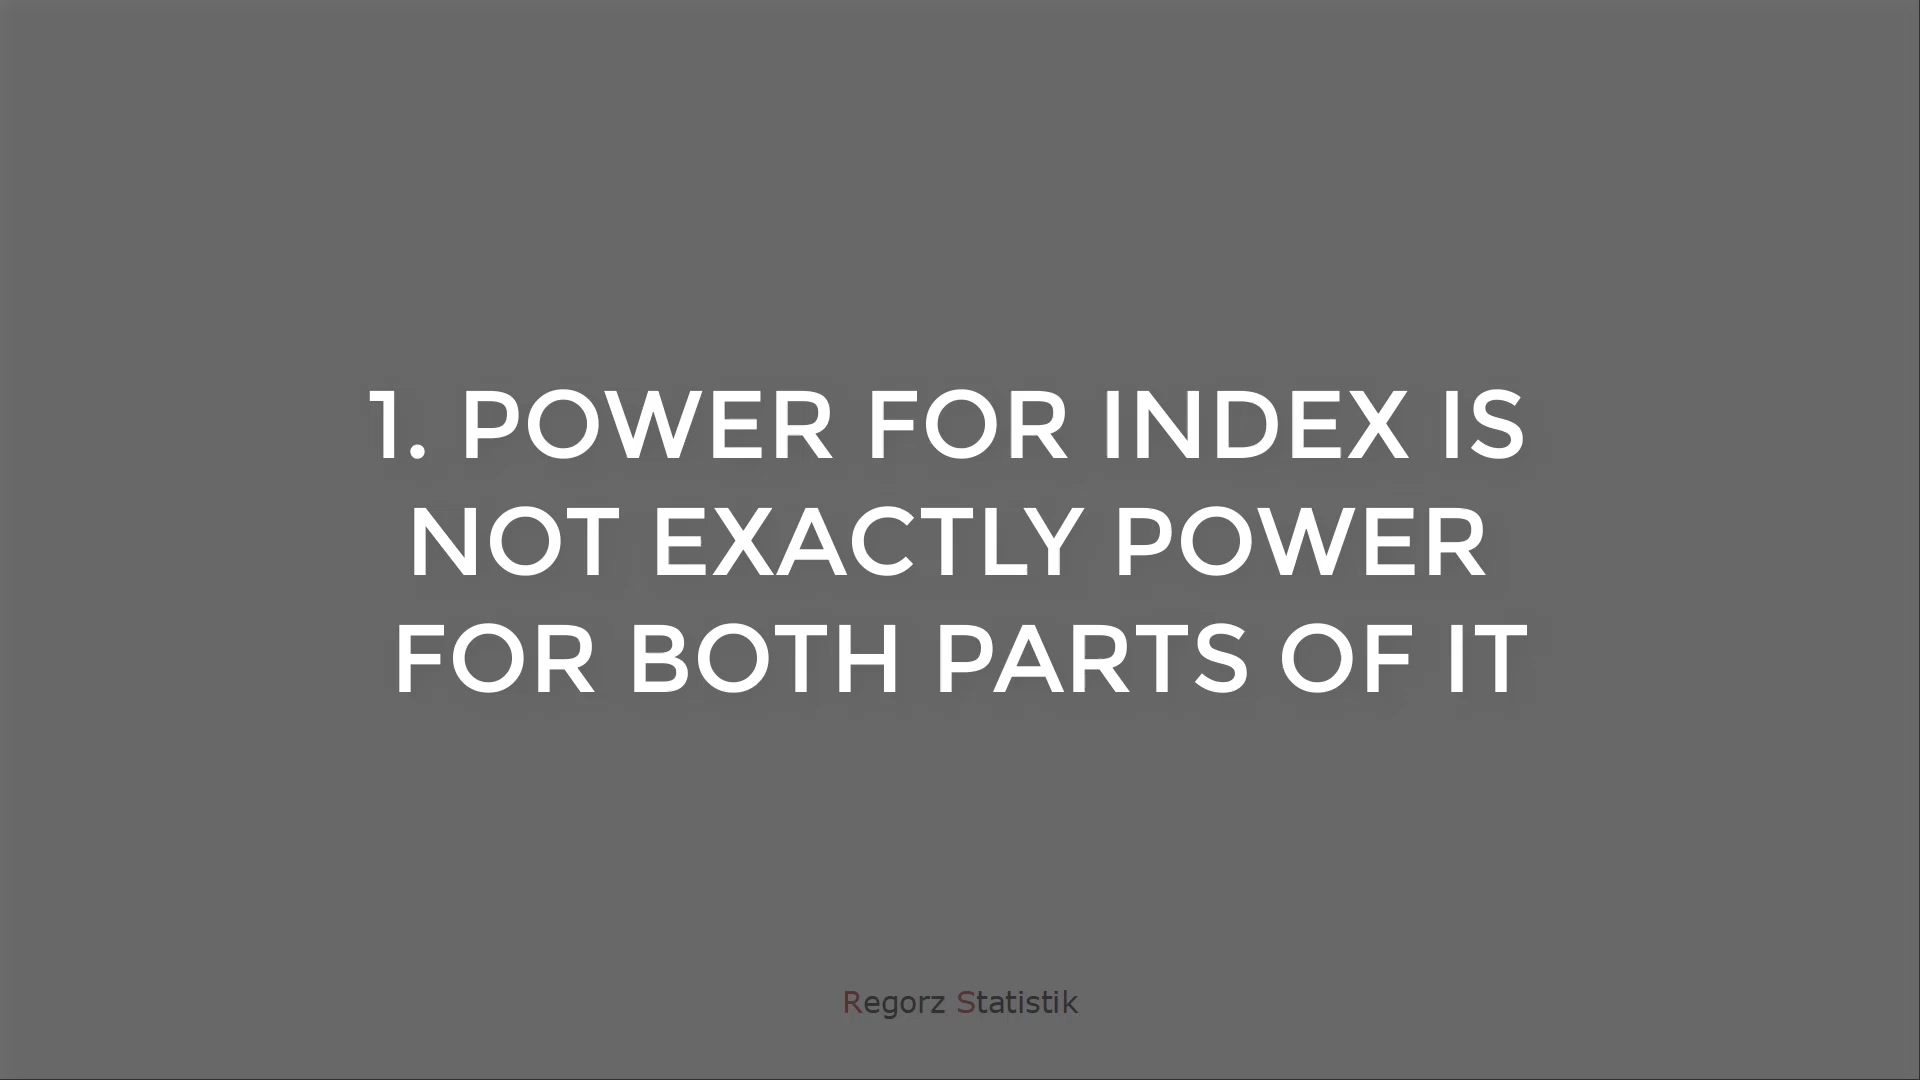 1. POWER FOR INDEX IS
NOT EXACTLY POWER
FOR BOTH PARTS OF IT
Regorz Statistik